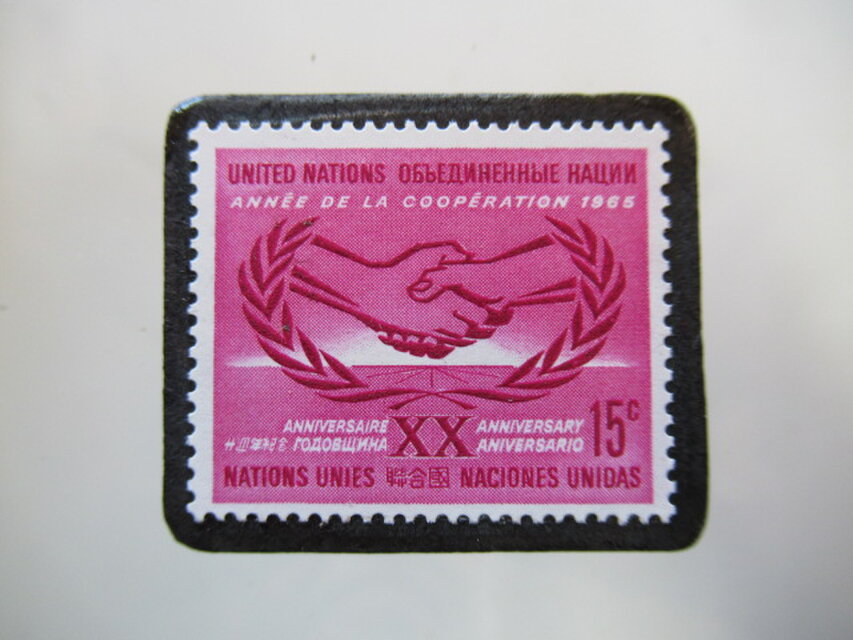 UNITED NATIONS ОБЪЕДИНЕННЫЕ НАЦИИ
ANNÉE DE LA COOPÉRATION 1965
ANNIVERSAIRE XX ANNIVERSARY 15c
ГОДОВЩИНА ANIVERSARIO
NATIONS UNIES 聯合國 NACIONES UNIDAS